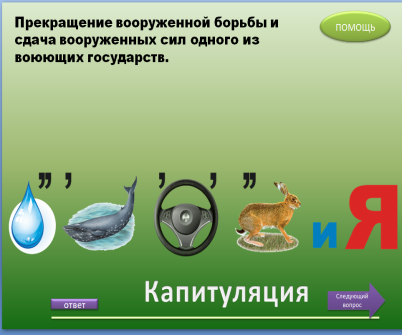 Прекращение вооруженной борьбы и
сдача вооруженных сил одного из
воюющих государств.
ПОМОЩЬ
,, , , , ,,
и Я
Капитуляция
ответ
Следующий
вопрос